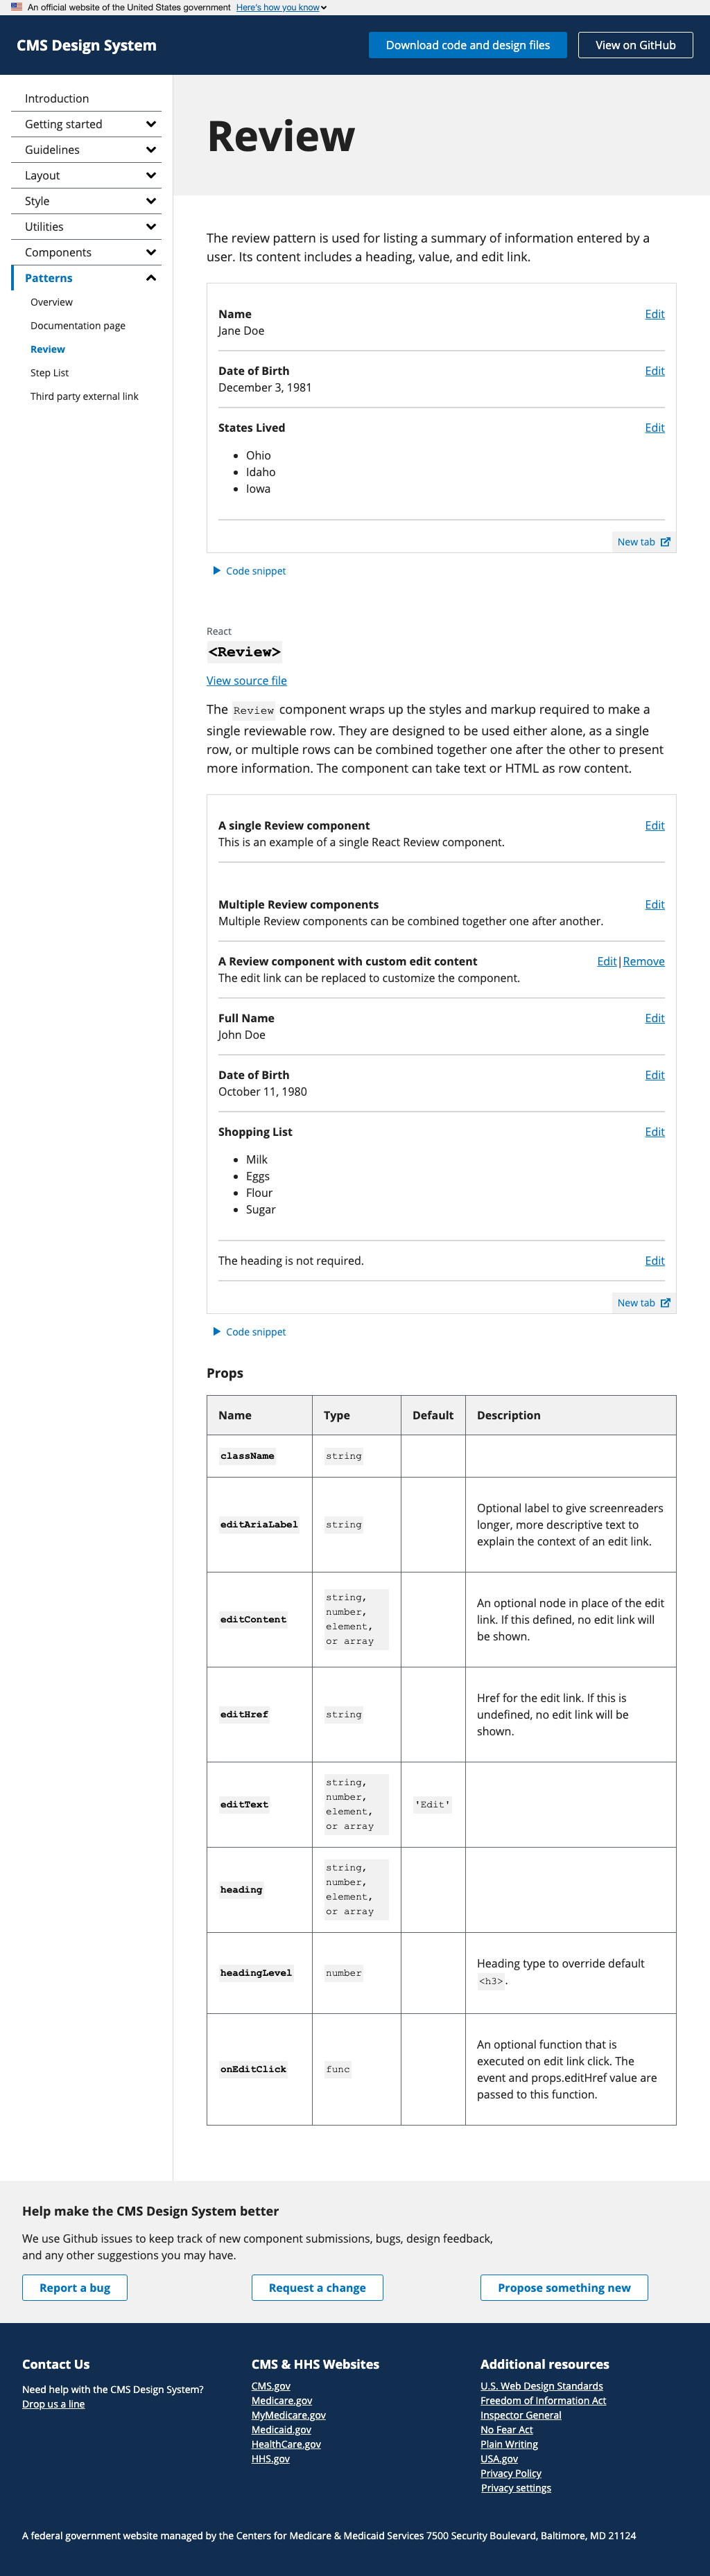 An official website of the United States government Here's how you know
CMS Design System
Download code and design files
View on GitHub
Introduction
Getting started
Guidelines
Layout
Style
Utilities
Components
Patterns
Overview
Documentation page
Review
Step List
Third party external link
Review
The review pattern is used for listing a summary of information entered by a
user. Its content includes a heading, value, and edit link.
Name Edit
Jane Doe
Date of Birth Edit
December 3, 1981
States Lived Edit
Ohio
Idaho
Iowa
New tab
Code snippet
React
<Review>
View source file
The Review component wraps up the styles and markup required to make a
single reviewable row. They are designed to be used either alone, as a single
row, or multiple rows can be combined together one after the other to present
more information. The component can take text or HTML as row content.
A single Review component Edit
This is an example of a single React Review component.
Multiple Review components Edit
Multiple Review components can be combined together one after another.
A Review component with custom edit content Edit|Remove
The edit link can be replaced to customize the component.
Full Name Edit
John Doe
Date of Birth Edit
October 11, 1980
Shopping List Edit
Milk
Eggs
Flour
Sugar
The heading is not required. Edit
New tab
Code snippet
Props
Name Type Default Description
className string
editAriaLabel string
Optional label to give screenreaders
longer, more descriptive text to
explain the context of an edit link.
editContent
string,
number,
element,
or array
An optional node in place of the edit
link. If this defined, no edit link will
be shown.
editHref string
Href for the edit link. If this is
undefined, no edit link will be
shown.
editText
string,
number,
element,
or array
'Edit'
heading
string,
number,
element,
or array
headingLevel number
Heading type to override default
<h3>.
onEditClick func
An optional function that is
executed on edit link click. The
event and props.editHref value are
passed to this function.
Help make the CMS Design System better
We use Github issues to keep track of new component submissions, bugs, design feedback,
and any other suggestions you may have.
Report a bug
Request a change
Propose something new
Contact Us
Need help with the CMS Design System?
Drop us a line
CMS & HHS Websites
CMS.gov
Medicare.gov
MyMedicare.gov
Medicaid.gov
HealthCare.gov
HHS.gov
Additional resources
U.S. Web Design Standards
Freedom of Information Act
Inspector General
No Fear Act
Plain Writing
USA.gov
Privacy Policy
Privacy settings
A federal government website managed by the Centers for Medicare & Medicaid Services 7500 Security Boulevard, Baltimore, MD 21124